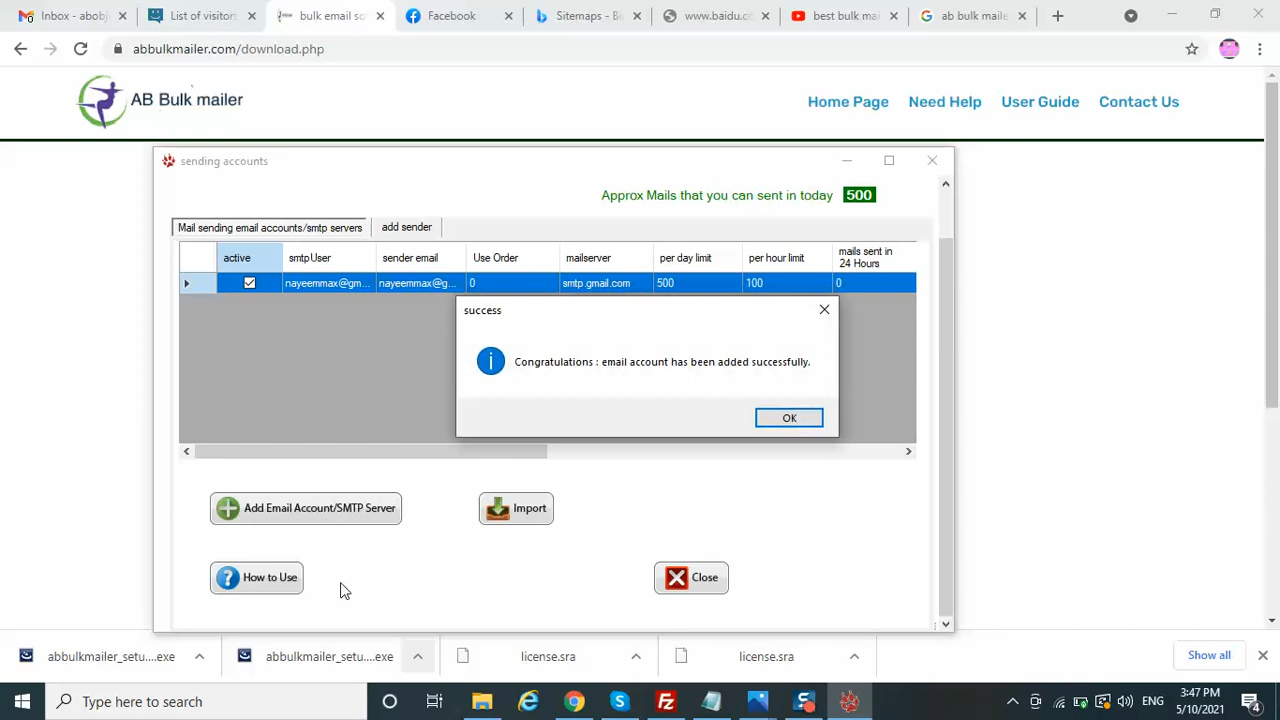 Inbox - abobj
List of visitors
bulk email so
Facebook
Sitemaps - Bi
www.baidu.c
best bulk mai
ab bulk maile
abbulkmailer.com/download.php
AB Bulk mailer
Home Page
Need Help
User Guide
Contact Us
sending accounts
Approx Mails that you can sent in today 500
Mail sending email accounts/smtp servers
add sender
active
smtpUser
sender email
Use Order
mailserver
per day limit
per hour limit
mails sent in
24 Hours
nayeemmax@gm...
nayeemmax@g...
0
smtp.gmail.com
500
100
0
success
Congratulations : email account has been added successfully.
OK
Add Email Account/SMTP Server
Import
How to Use
Close
abbulkmailer_setu....exe
abbulkmailer_setu....exe
license.sra
license.sra
Show all
Type here to search
ENG
3:47 PM
5/10/2021
4